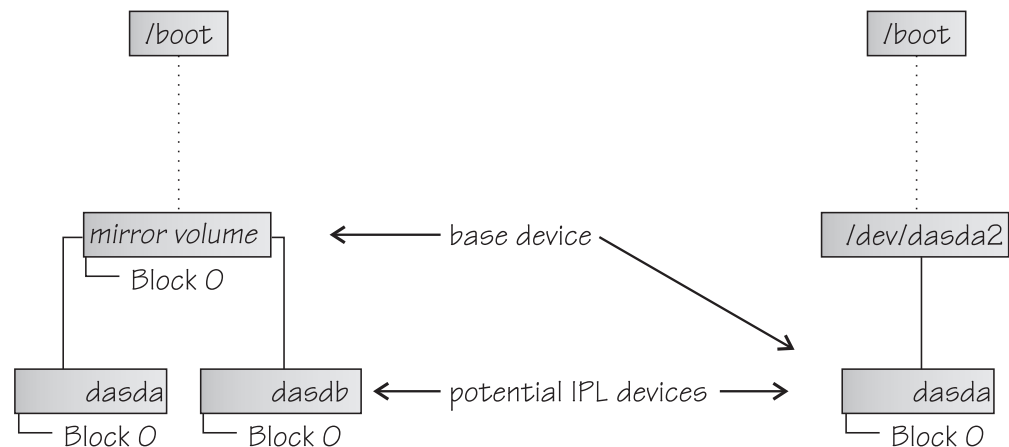 /boot
/boot
mirror volume
base device
/dev/dasda2
Block 0
dasda
dasdb
potential IPL devices
dasda
Block 0
Block 0
Block 0